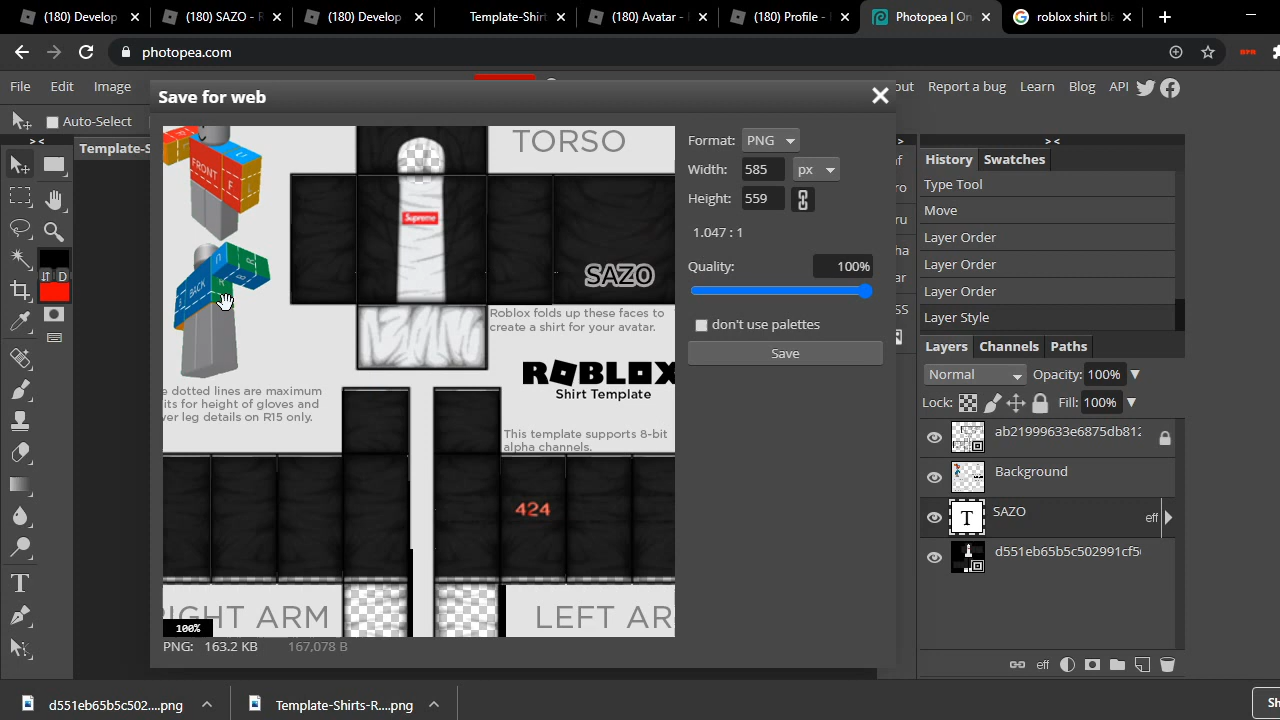 (180) Develop
(180) SAZO - R
(180) Develop
Template-Shirt
(180) Avatar -
(180) Profile -
Photopea | On
roblox shirt bla
photopea.com
File
Edit
Image
Report a bug
Learn
Blog
API
Save for web
Auto-Select
Template-S
TORSO
FRONT
F
U
BACK
Supreme
SAZO
Roblox folds up these faces to
create a shirt for your avatar.
ROBLOX
Shirt Template
This template supports 8-bit
alpha channels.
e dotted lines are maximum
its for height of gloves and
er leg details on R15 only.
424
RIGHT ARM
LEFT AR
100%
PNG: 163.2 KB 167,078 B
Format: PNG
Width: 585 px
Height: 559
1.047 : 1
Quality: 100%
don't use palettes
Save
History
Swatches
Type Tool
Move
Layer Order
Layer Order
Layer Order
Layer Style
Layers
Channels
Paths
Normal
Opacity: 100%
Lock:
Fill: 100%
ab21999633e6875db812
Background
SAZO
eff
d551eb65b5c502991cf5
eff
d551eb65b5c502....png
Template-Shirts-R....png
Sh